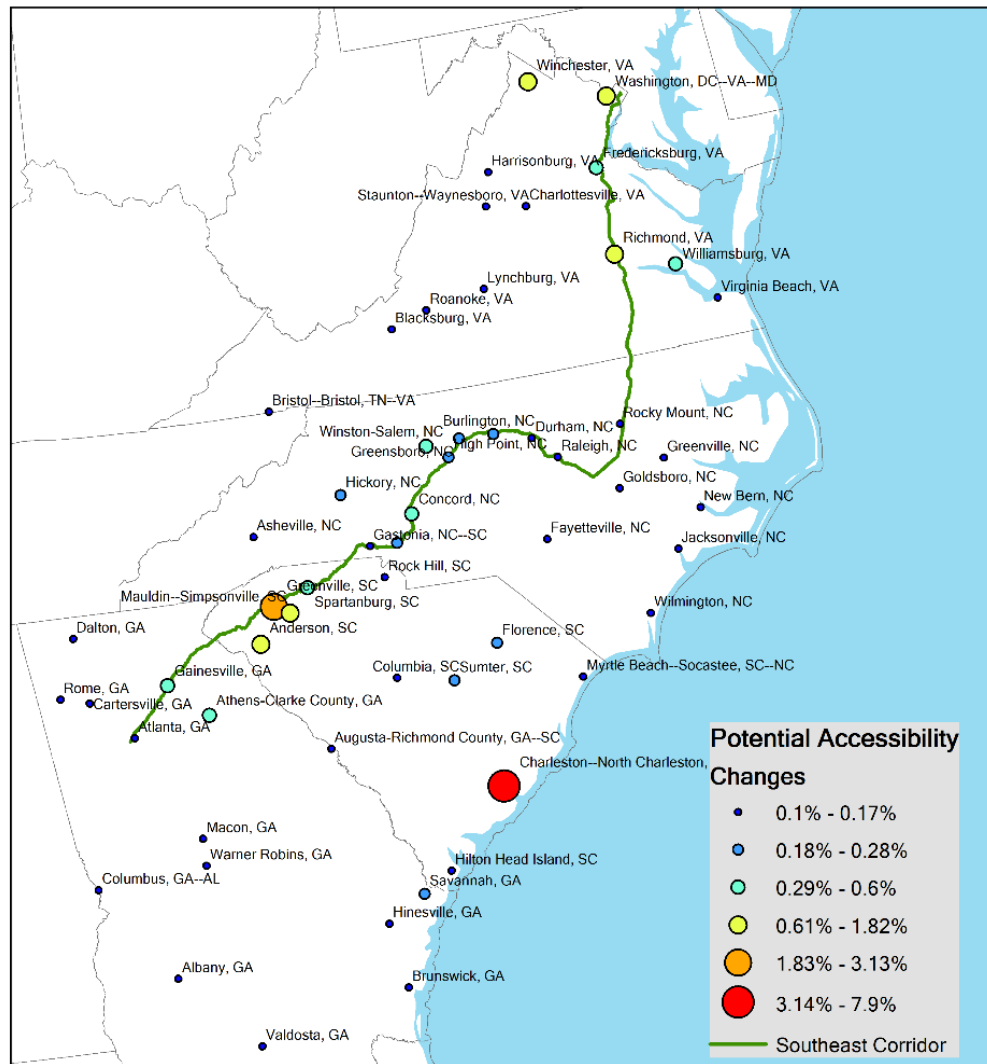 Winchester, VA
Washington, DC--VA--MD
Fredericksburg, VA
Harrisonburg, VA
Staunton--Waynesboro, VA
Charlottesville, VA
Richmond, VA
Williamsburg, VA
Lynchburg, VA
Virginia Beach, VA
Roanoke, VA
Blacksburg, VA
Bristol--Bristol, TN--VA
Rocky Mount, NC
Burlington, NC
Winston-Salem, NC
Durham, NC
High Point, NC
Greensboro, NC
Raleigh, NC
Greenville, NC
Hickory, NC
Goldsboro, NC
Concord, NC
New Bern, NC
Asheville, NC
Gastonia, NC--SC
Fayetteville, NC
Jacksonville, NC
Rock Hill, SC
Greenville, SC
Mauldin--Simpsonville, SC
Spartanburg, SC
Wilmington, NC
Anderson, SC
Dalton, GA
Florence, SC
Gainesville, GA
Columbia, SC
Sumter, SC
Myrtle Beach--Socastee, SC--NC
Rome, GA
Cartersville, GA
Athens-Clarke County, GA
Atlanta, GA
Augusta-Richmond County, GA--SC
Charleston--North Charleston,
Macon, GA
Warner Robins, GA
Columbus, GA--AL
Hilton Head Island, SC
Savannah, GA
Hinesville, GA
Albany, GA
Brunswick, GA
Valdosta, GA
Potential Accessibility
Changes
0.1% - 0.17%
0.18% - 0.28%
0.29% - 0.6%
0.61% - 1.82%
1.83% - 3.13%
3.14% - 7.9%
Southeast Corridor